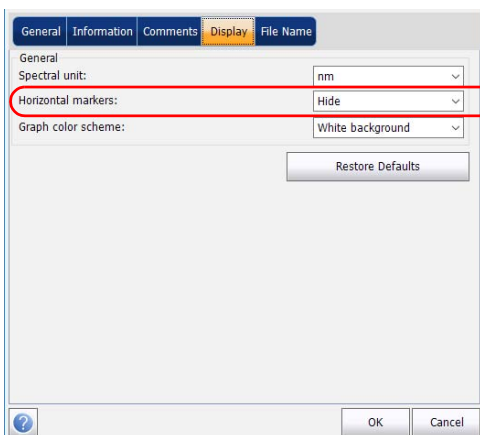 General Information Comments Display File Name
General
Spectral unit: nm
Horizontal markers: Hide
Graph color scheme: White background
Restore Defaults
? OK Cancel